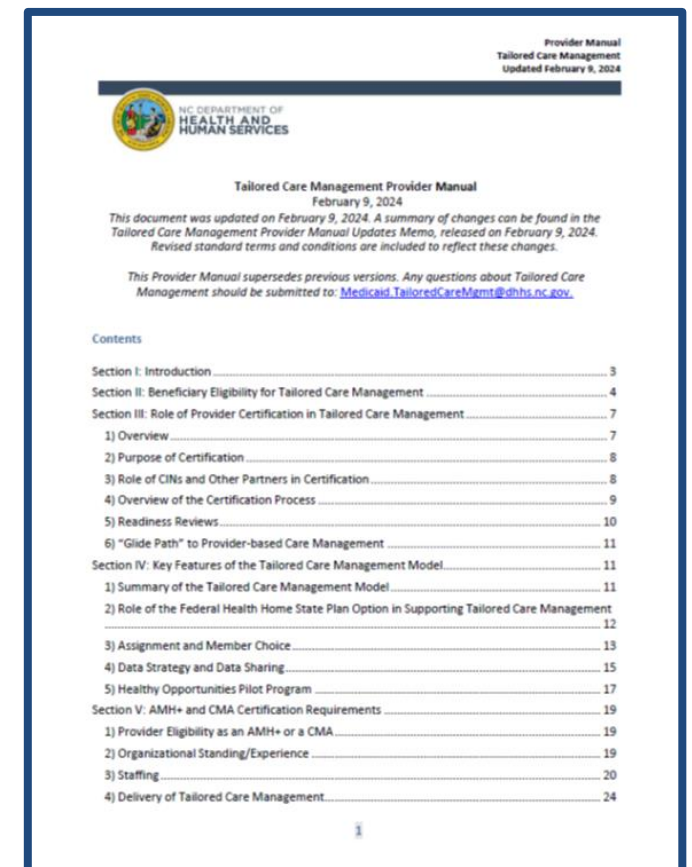 Provider Manual
Tailored Care Management
Updated February 9, 2024
NC DEPARTMENT OF
HEALTH AND
HUMAN SERVICES
Tailored Care Management Provider Manual
February 9, 2024
This document was updated on February 9, 2024. A summary of changes can be found in the
Tailored Care Management Provider Manual Updates Memo, released on February 9, 2024.
Revised standard terms and conditions are included to reflect these changes.
This Provider Manual supersedes previous versions. Any questions about Tailored Care
Management should be submitted to: Medicaid.TailoredCareMgmt@dhhs.nc.gov.
Contents
Section I: Introduction 3
Section II: Beneficiary Eligibility for Tailored Care Management 4
Section III: Role of Provider Certification in Tailored Care Management 7
1) Overview 7
2) Purpose of Certification 8
3) Role of CINs and Other Partners in Certification 8
4) Overview of the Certification Process 9
5) Readiness Reviews 10
6) "Glide Path" to Provider-based Care Management 11
Section IV: Key Features of the Tailored Care Management Model 11
1) Summary of the Tailored Care Management Model 11
2) Role of the Federal Health Home State Plan Option in Supporting Tailored Care Management
12
3) Assignment and Member Choice 13
4) Data Strategy and Data Sharing 15
5) Healthy Opportunities Pilot Program 17
Section V: AMH+ and CMA Certification Requirements 19
1) Provider Eligibility as an AMH+ or a CMA 19
2) Organizational Standing/Experience 19
3) Staffing 20
4) Delivery of Tailored Care Management 24
1